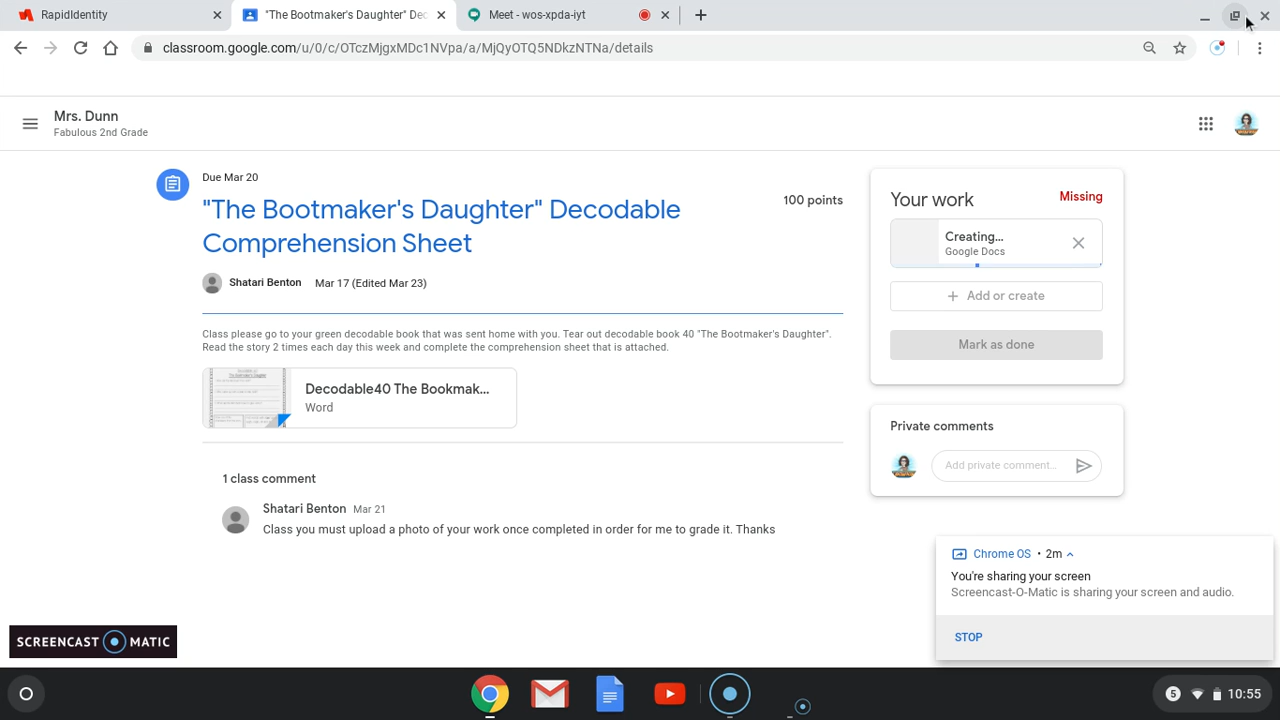 RapidIdentity
"The Bootmaker's Daughter" Dec
Meet - wos-xpda-iyt
classroom.google.com/u/0/c/OTczMjgxMDc1NVpa/a/MjQyOTQ5NDkzNTNa/details
Mrs. Dunn
Fabulous 2nd Grade
Due Mar 20
"The Bootmaker's Daughter" Decodable
Comprehension Sheet
100 points
Shatari Benton Mar 17 (Edited Mar 23)
Class please go to your green decodable book that was sent home with you. Tear out decodable book 40 "The Bootmaker's Daughter".
Read the story 2 times each day this week and complete the comprehension sheet that is attached.
Decodable40 The Bookmak...
Word
1 class comment
Shatari Benton Mar 21
Class you must upload a photo of your work once completed in order for me to grade it. Thanks
Your work
Missing
Creating...
Google Docs
Add or create
Mark as done
Private comments
Add private comment...
Chrome OS • 2m
You're sharing your screen
Screencast-O-Matic is sharing your screen and audio.
STOP
SCREENCAST MATIC
5 10:55